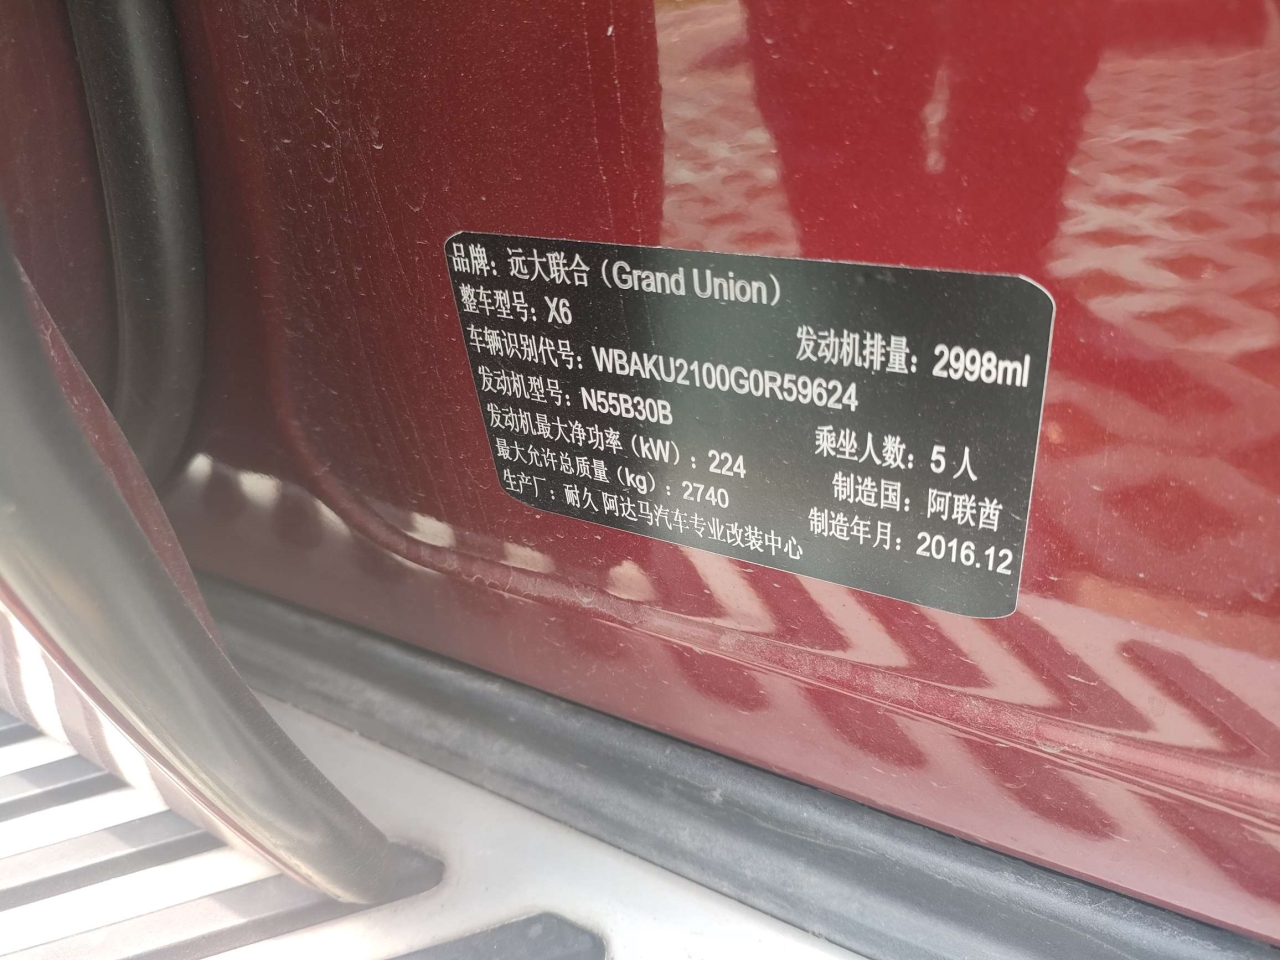 品牌：远大联合（Grand Union）
整车型号：X6
发动机排量：2998ml
车辆识别代号：WBAKU2100G0R59624
发动机型号：N55B30B
乘坐人数：5 人
发动机最大净功率（kW）：224
制造国：阿联酋
最大允许总质量（kg）：2740
制造年月：2016.12
生产厂：耐久 阿达马汽车专业改装中心